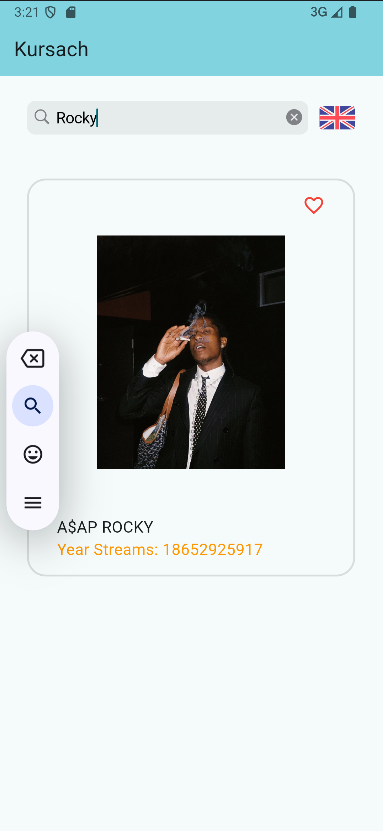 3:21
3G
Kursach
Rocky
A$AP ROCKY
Year Streams: 18652925917